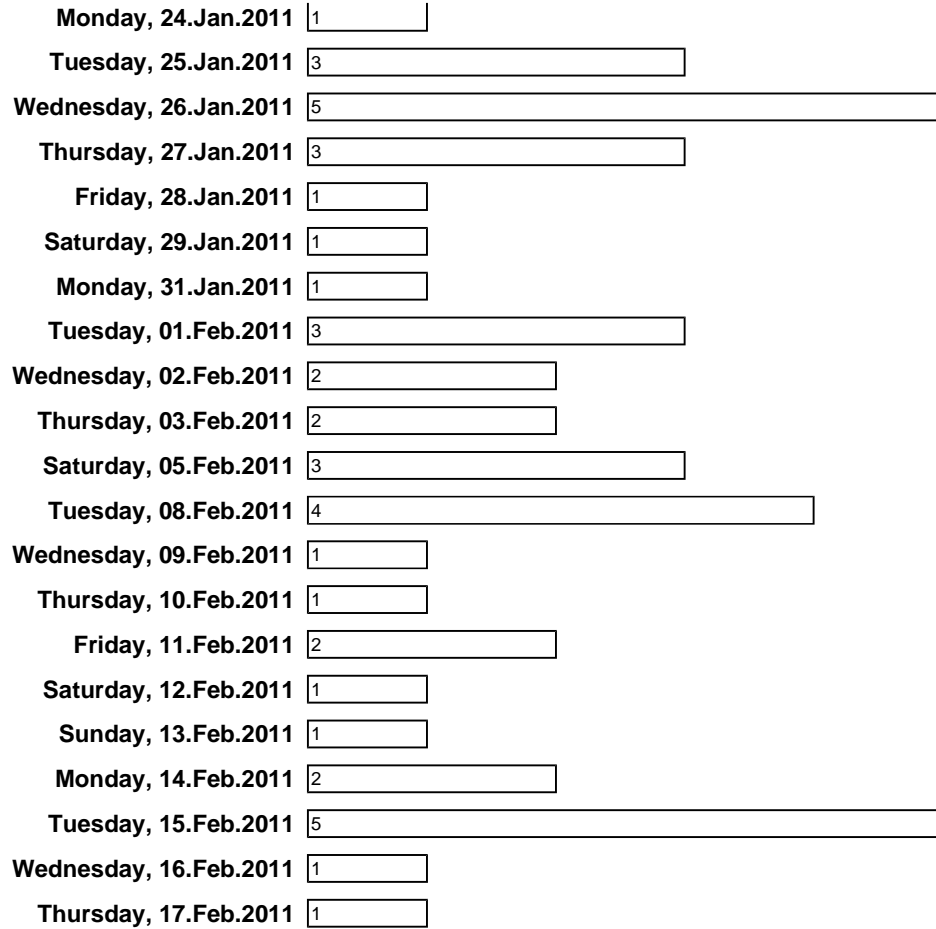 Monday, 24.Jan.2011 1
Tuesday, 25.Jan.2011 3
Wednesday, 26.Jan.2011 5
Thursday, 27.Jan.2011 3
Friday, 28.Jan.2011 1
Saturday, 29.Jan.2011 1
Monday, 31.Jan.2011 1
Tuesday, 01.Feb.2011 3
Wednesday, 02.Feb.2011 2
Thursday, 03.Feb.2011 2
Saturday, 05.Feb.2011 3
Tuesday, 08.Feb.2011 4
Wednesday, 09.Feb.2011 1
Thursday, 10.Feb.2011 1
Friday, 11.Feb.2011 2
Saturday, 12.Feb.2011 1
Sunday, 13.Feb.2011 1
Monday, 14.Feb.2011 2
Tuesday, 15.Feb.2011 5
Wednesday, 16.Feb.2011 1
Thursday, 17.Feb.2011 1